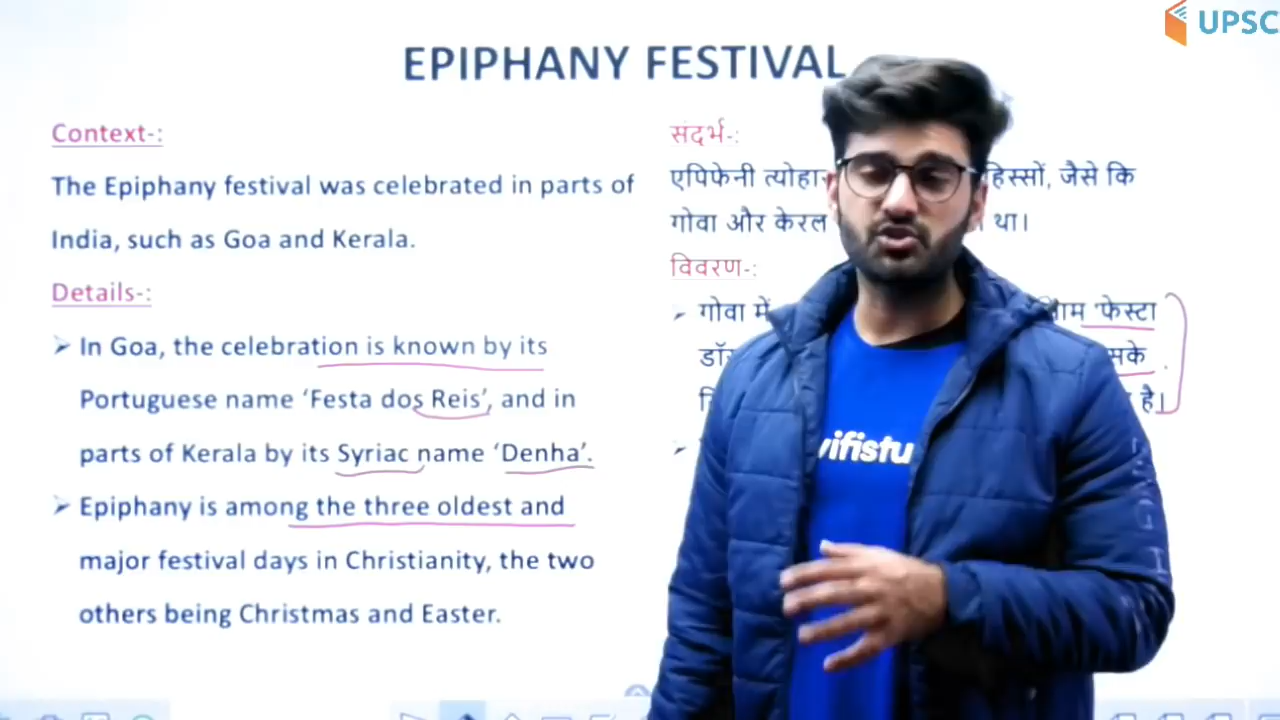 UPSC
EPIPHANY FESTIVAL
Context-:
The Epiphany festival was celebrated in parts of
India, such as Goa and Kerala.
Details-:
➤ In Goa, the celebration is known by its
Portuguese name ‘Festa dos Reis’, and in
parts of Kerala by its Syriac name ‘Denha’.
➤ Epiphany is among the three oldest and
major festival days in Christianity, the two
others being Christmas and Easter.
संदर्भ-:
एपिफेनी हिस्सों, जैसे कि
गोवा और केरल था।
विवरण-:
➤ गोवा में 'फेस्टा
है।
vifistu